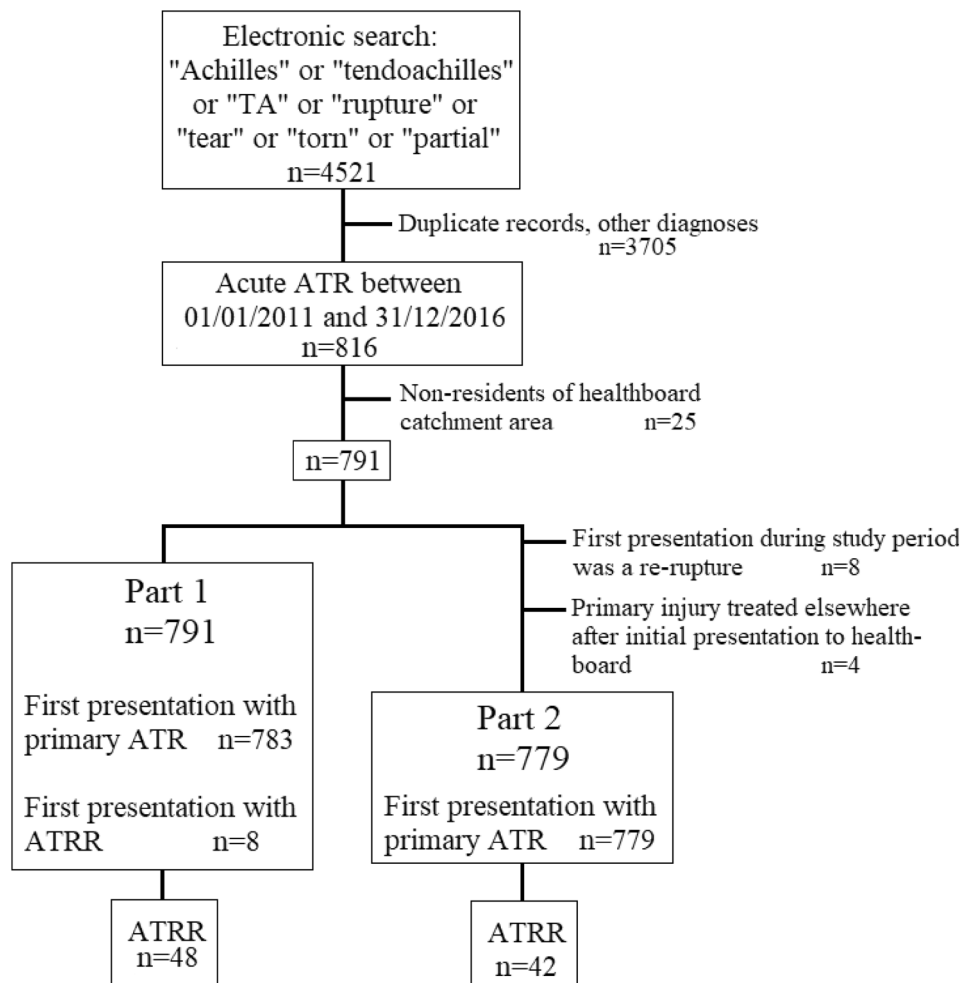 Electronic search:
"Achilles" or "tendoachilles"
or "TA" or "rupture" or
"tear" or "torn" or "partial"
n=4521
Duplicate records, other diagnoses
n=3705
Acute ATR between
01/01/2011 and 31/12/2016
n=816
Non-residents of healthboard
catchment area n=25
n=791
First presentation during study period
was a re-rupture n=8
Primary injury treated elsewhere
after initial presentation to health-
board n=4
Part 1
n=791
First presentation with
primary ATR n=783
First presentation with
ATRR n=8
Part 2
n=779
First presentation with
primary ATR n=779
ATRR
n=48
ATRR
n=42